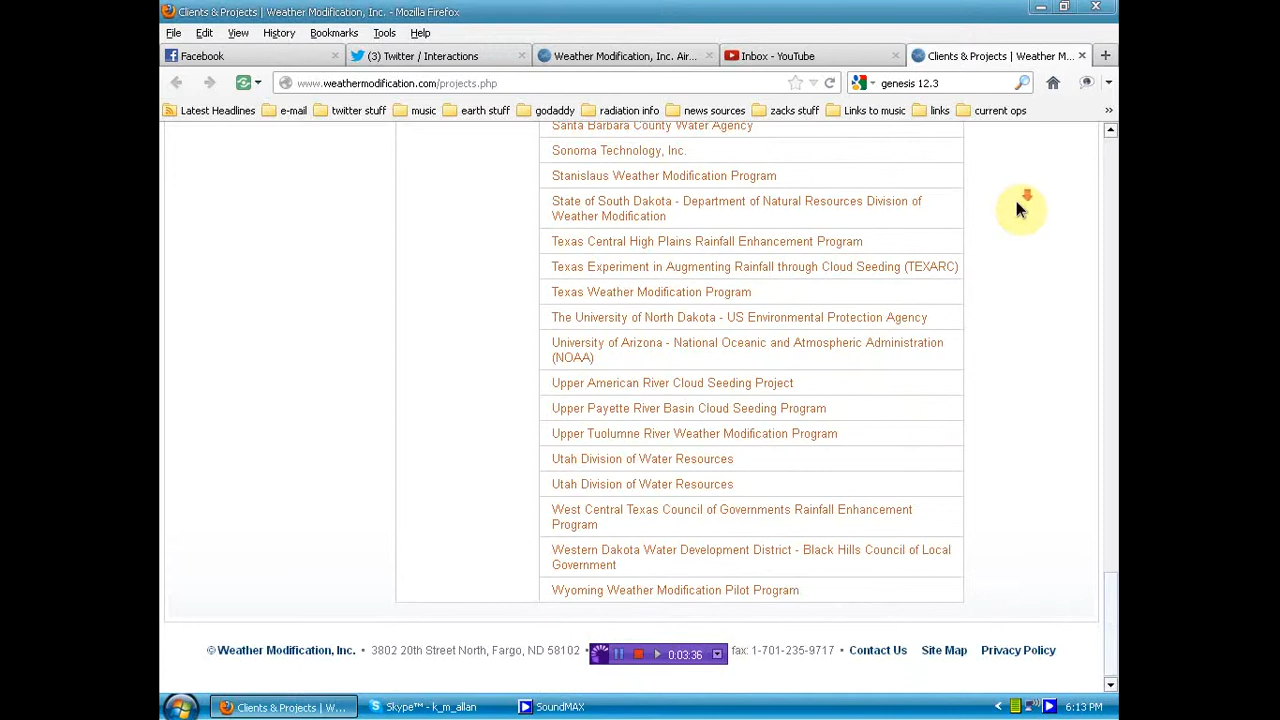 Clients & Projects | Weather Modification, Inc. - Mozilla Firefox
File Edit View History Bookmarks Tools Help
Facebook (3) Twitter / Interactions Weather Modification, Inc. Air... Inbox - YouTube Clients & Projects | Weather M...
www.weathermodification.com/projects.php genesis 12.3
Latest Headlines e-mail twitter stuff music earth stuff godaddy radiation info news sources zacks stuff Links to music links current ops
Santa Barbara County Water Agency
Sonoma Technology, Inc.
Stanislaus Weather Modification Program
State of South Dakota - Department of Natural Resources Division of
Weather Modification
Texas Central High Plains Rainfall Enhancement Program
Texas Experiment in Augmenting Rainfall through Cloud Seeding (TEXARC)
Texas Weather Modification Program
The University of North Dakota - US Environmental Protection Agency
University of Arizona - National Oceanic and Atmospheric Administration
(NOAA)
Upper American River Cloud Seeding Project
Upper Payette River Basin Cloud Seeding Program
Upper Tuolumne River Weather Modification Program
Utah Division of Water Resources
Utah Division of Water Resources
West Central Texas Council of Governments Rainfall Enhancement
Program
Western Dakota Water Development District - Black Hills Council of Local
Government
Wyoming Weather Modification Pilot Program
© Weather Modification, Inc. • 3802 20th Street North, Fargo, ND 58102 • 0:03:36 fax: 1-701-235-9717 • Contact Us Site Map Privacy Policy
Clients & Projects | W... Skype™ - k_m_allan SoundMAX 6:13 PM